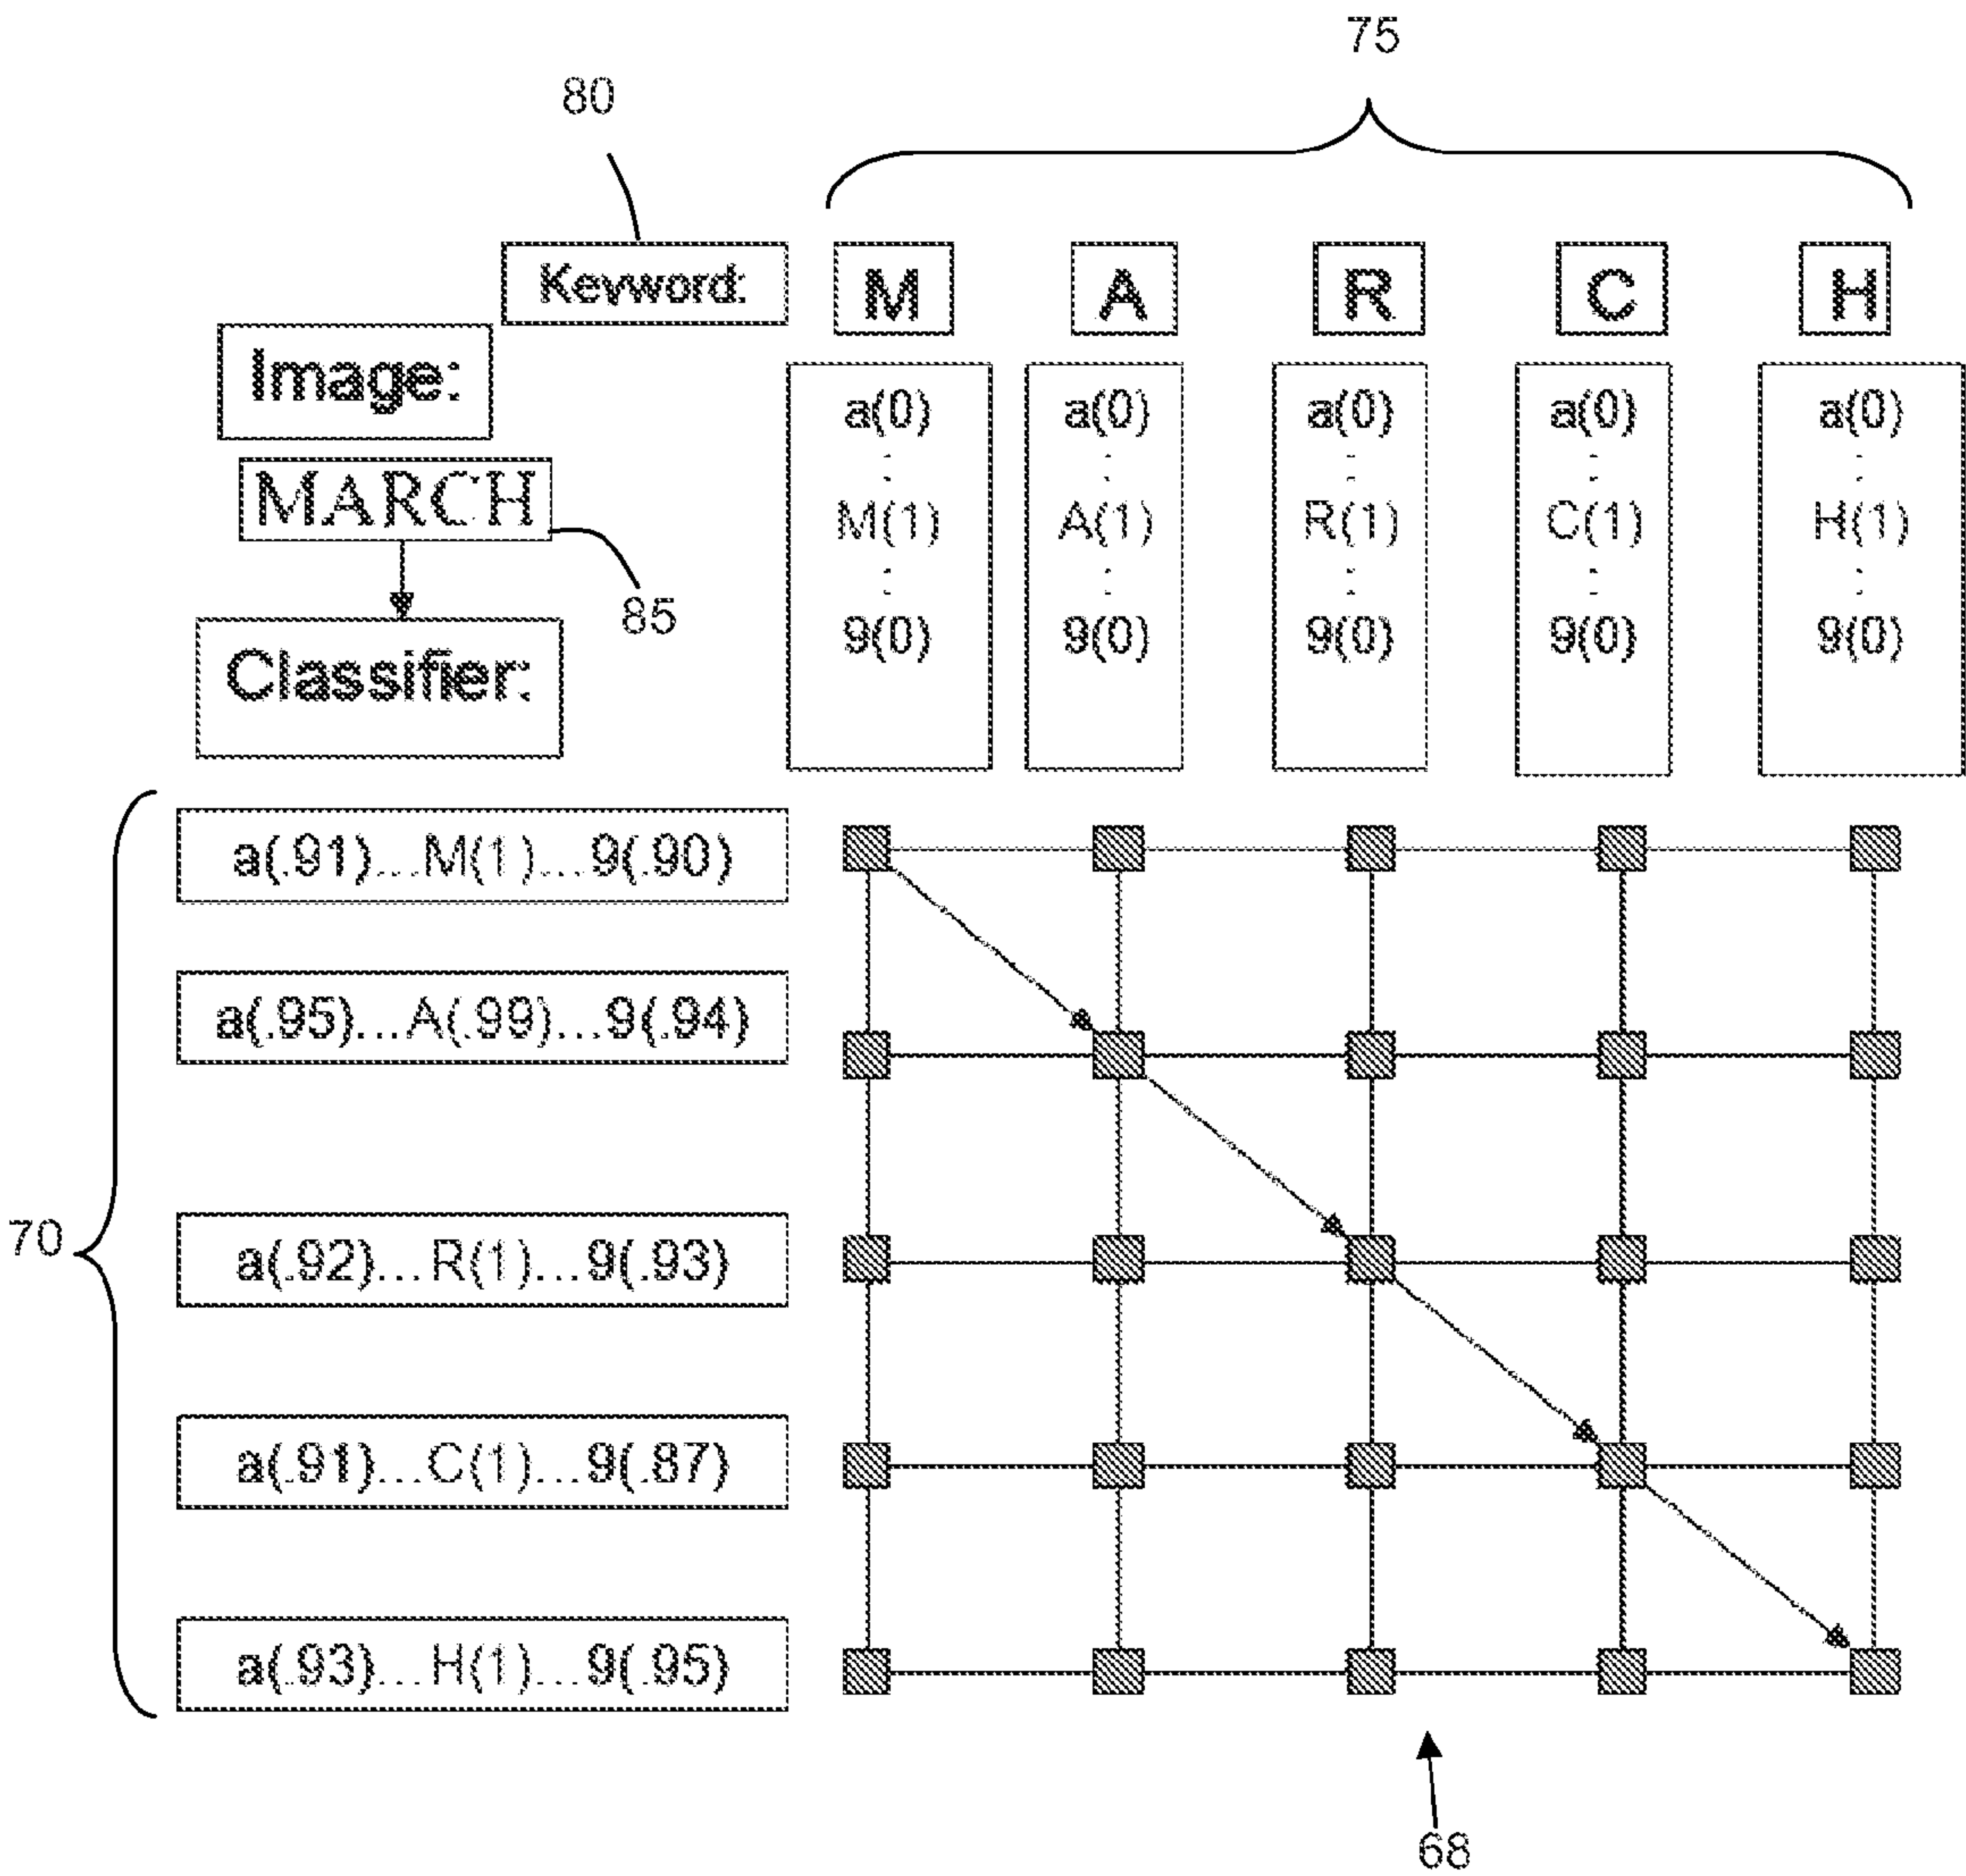 75
80
Keyword: M A R C H
Image:
a(0) a(0) a(0) a(0) a(0)
MARCH
M(1) A(1) R(1) C(1) H(1)
85
9(0) 9(0) 9(0) 9(0) 9(0)
Classifier:
a(.91)...M(1)...9(.90)
a(.95)...A(.99)...9(.94)
70
a(.92)...R(1)...9(.93)
a(.91)...C(1)...9(.87)
a(.93)...H(1)...9(.95)
68